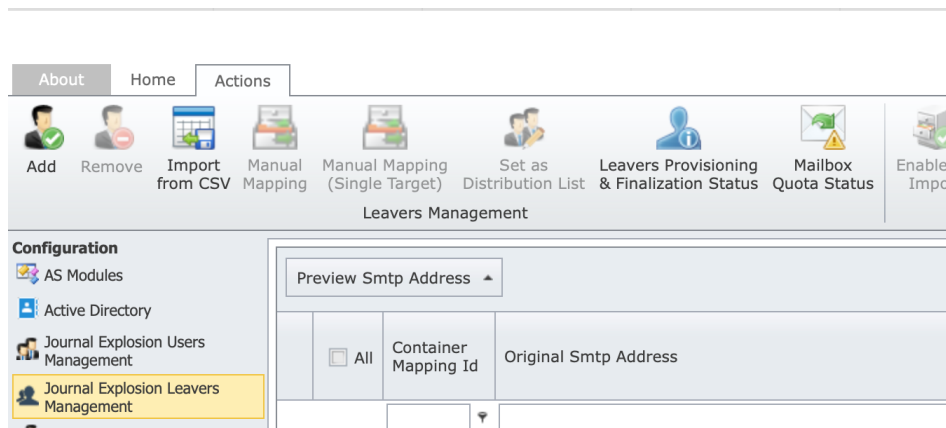 About
Home
Actions
Add
Remove
Import
from CSV
Manual
Mapping
Manual Mapping
(Single Target)
Set as
Distribution List
Leavers Provisioning
& Finalization Status
Mailbox
Quota Status
Enable
Impo
Leavers Management
Configuration
AS Modules
Active Directory
Journal Explosion Users
Management
Journal Explosion Leavers
Management
Preview Smtp Address
All
Container
Mapping Id
Original Smtp Address